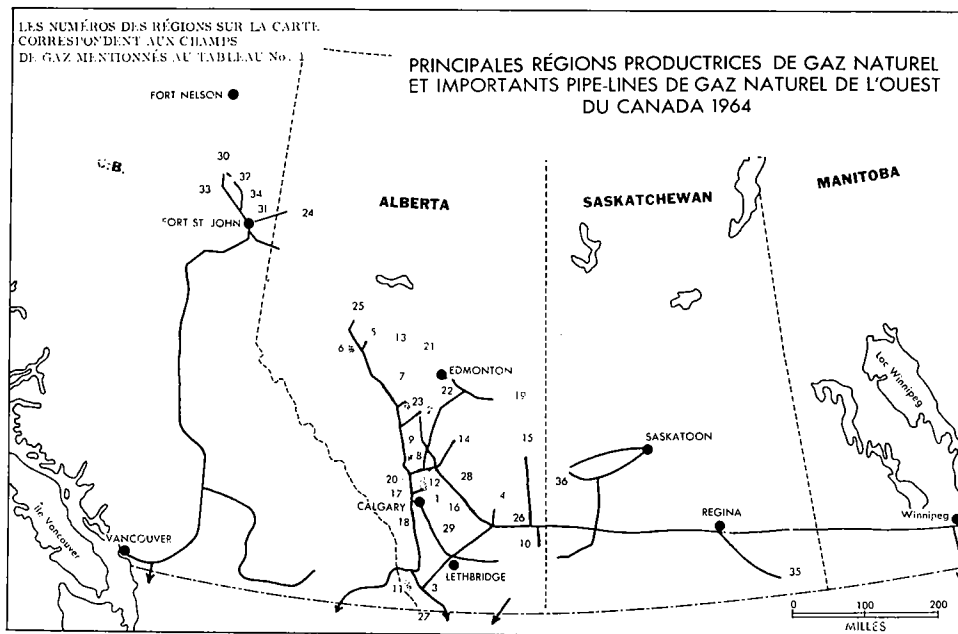 LES NUMÉROS DES RÉGIONS SUR LA CARTE
CORRESPONDENT AUX CHAMPS
DE GAZ MENTIONNÉS AU TABLEAU No. 1
PRINCIPALES RÉGIONS PRODUCTRICES DE GAZ NATUREL
ET IMPORTANTS PIPE-LINES DE GAZ NATUREL DE L'OUEST
DU CANADA 1964
FORT NELSON
30
32
33
34
31
24
FORT ST JOHN
ALBERTA
SASKATCHEWAN
MANITOBA
25
5
13
6
21
7
EDMONTON
22
23
19
9
8
14
15
SASKATOON
20
12
28
36
17
1
16
4
CALGARY
18
29
26
10
REGINA
Winnipeg
Lac Winnipeg
Île Vancouver
VANCOUVER
LETHBRIDGE
11
3
27
35
0 100 200
MILLES